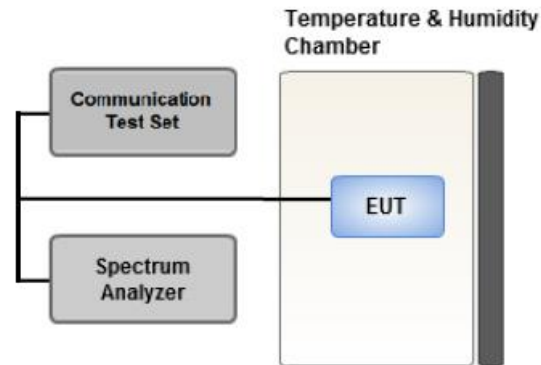 Temperature & Humidity
Chamber
Communication
Test Set
EUT
Spectrum
Analyzer